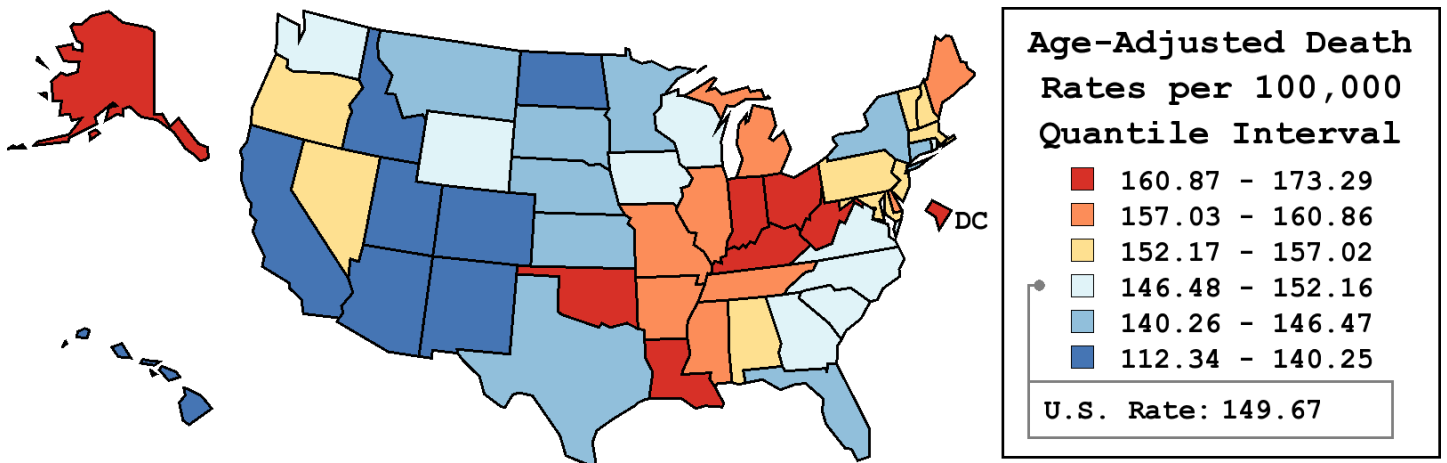 Age-Adjusted Death
Rates per 100,000
Quantile Interval
160.87 - 173.29
157.03 - 160.86
152.17 - 157.02
146.48 - 152.16
140.26 - 146.47
112.34 - 140.25
U.S. Rate: 149.67
DC